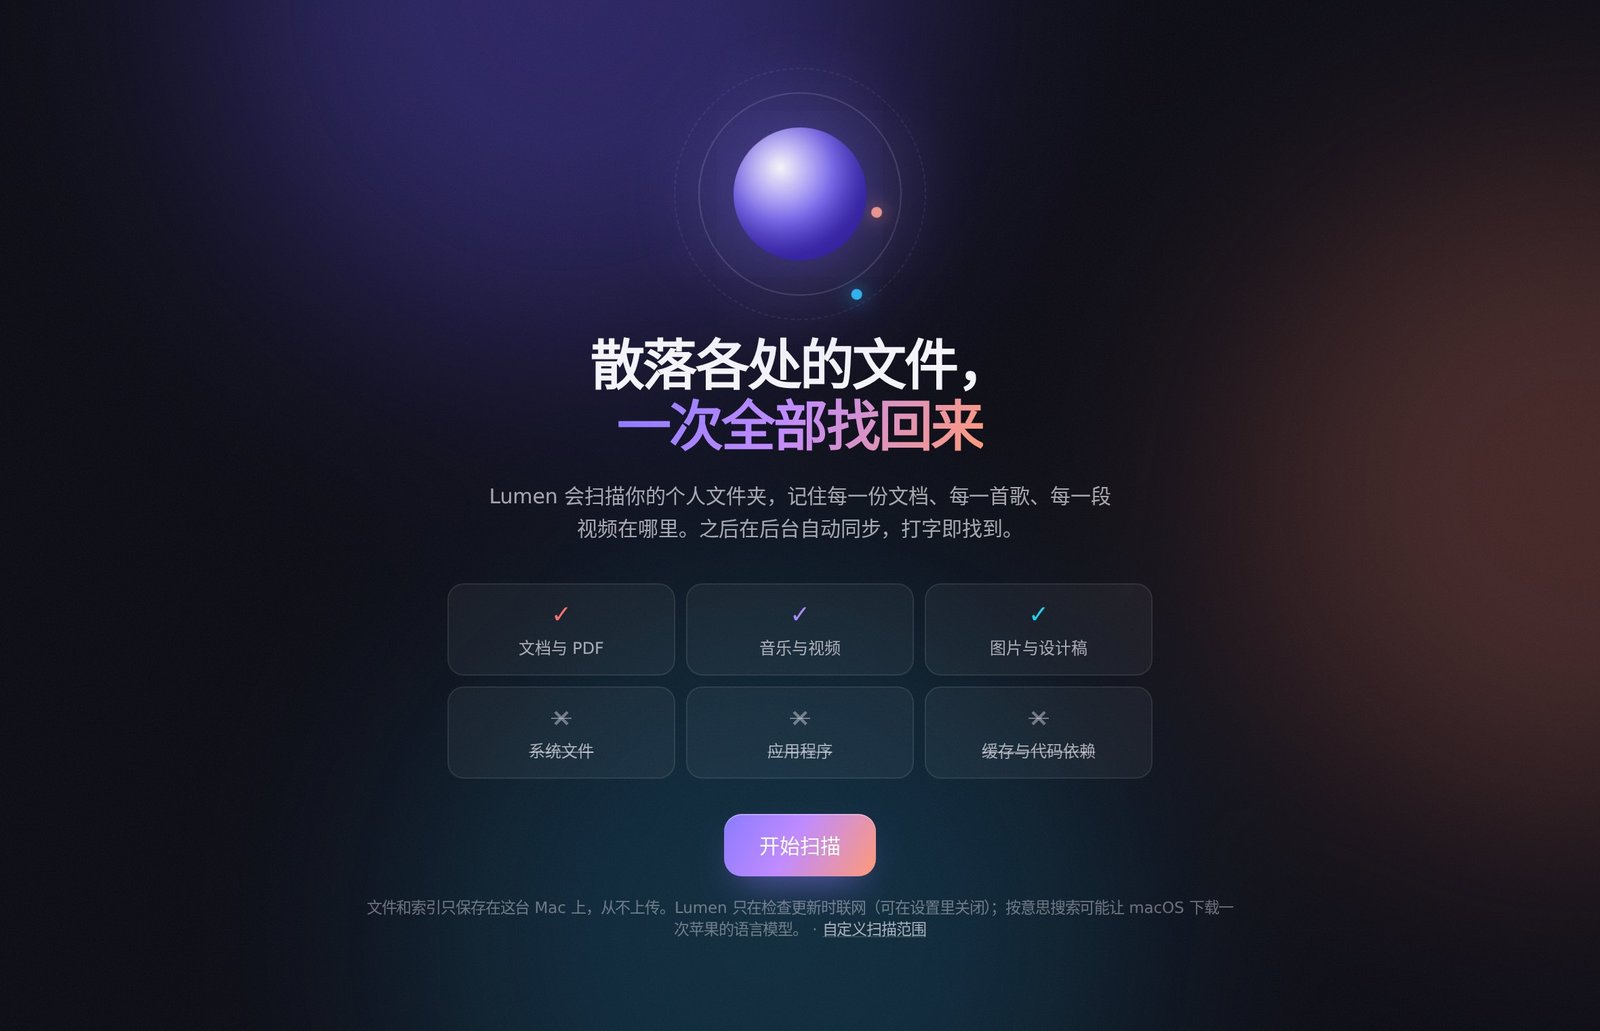 散落各处的文件，
一次全部找回来
Lumen 会扫描你的个人文件夹，记住每一份文档、每一首歌、每一段
视频在哪里。之后在后台自动同步，打字即找到。
✓
文档与 PDF
✓
音乐与视频
✓
图片与设计稿
✕
系统文件
✕
应用程序
✕
缓存与代码依赖
开始扫描
文件和索引只保存在这台 Mac 上，从不上传。Lumen 只在检查更新时联网（可在设置里关闭）；按意思搜索可能让 macOS 下载一
次苹果的语言模型。 · 自定义扫描范围